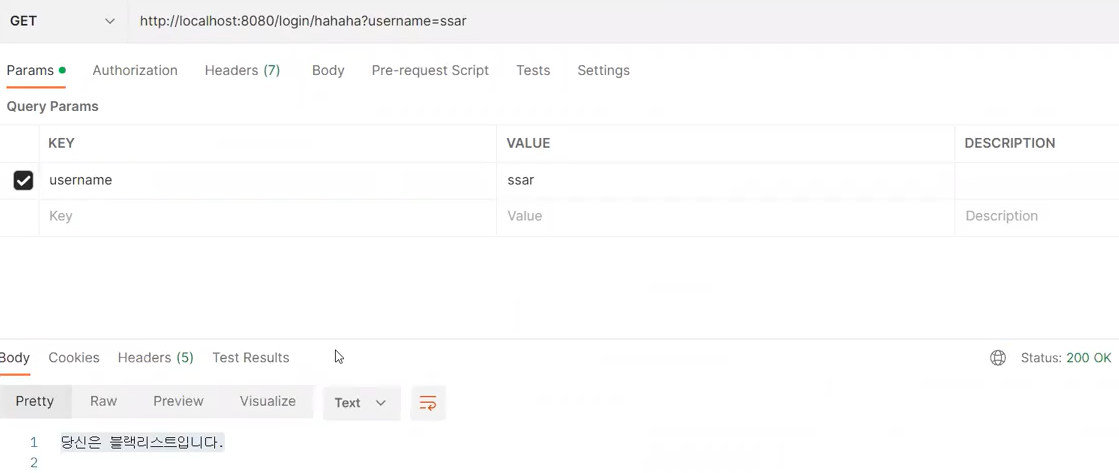 GET http://localhost:8080/login/hahaha?username=ssar
Params Authorization Headers (7) Body Pre-request Script Tests Settings
Query Params
KEY VALUE DESCRIPTION
username ssar
Key Value Description
Body Cookies Headers (5) Test Results Status: 200 OK
Pretty Raw Preview Visualize Text
1 당신은 블랙리스트입니다.
2